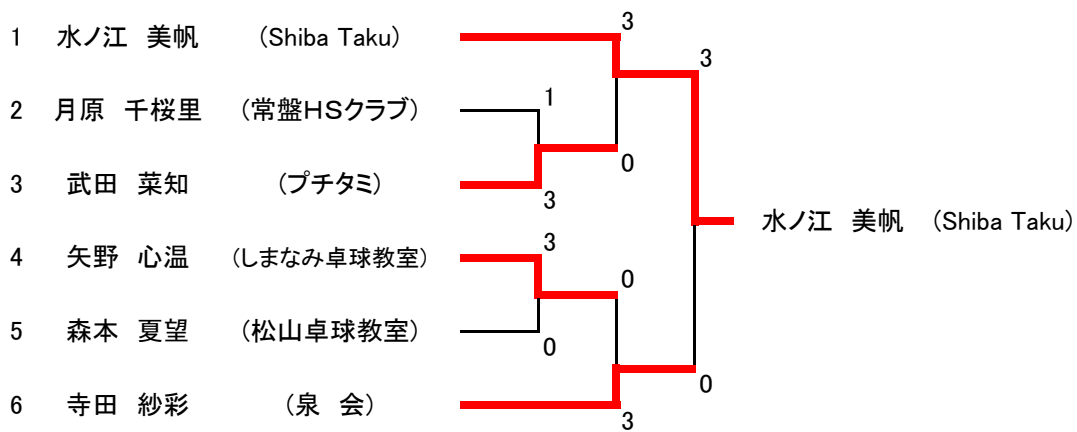 1 水ノ江 美帆 (Shiba Taku)
2 月原 千桜里 (常盤HSクラブ)
3 武田 菜知 (プチタミ)
4 矢野 心温 (しまなみ卓球教室)
5 森本 夏望 (松山卓球教室)
6 寺田 紗彩 (泉 会)
3
1
0
3
3
0
0
3
3
0
水ノ江 美帆 (Shiba Taku)